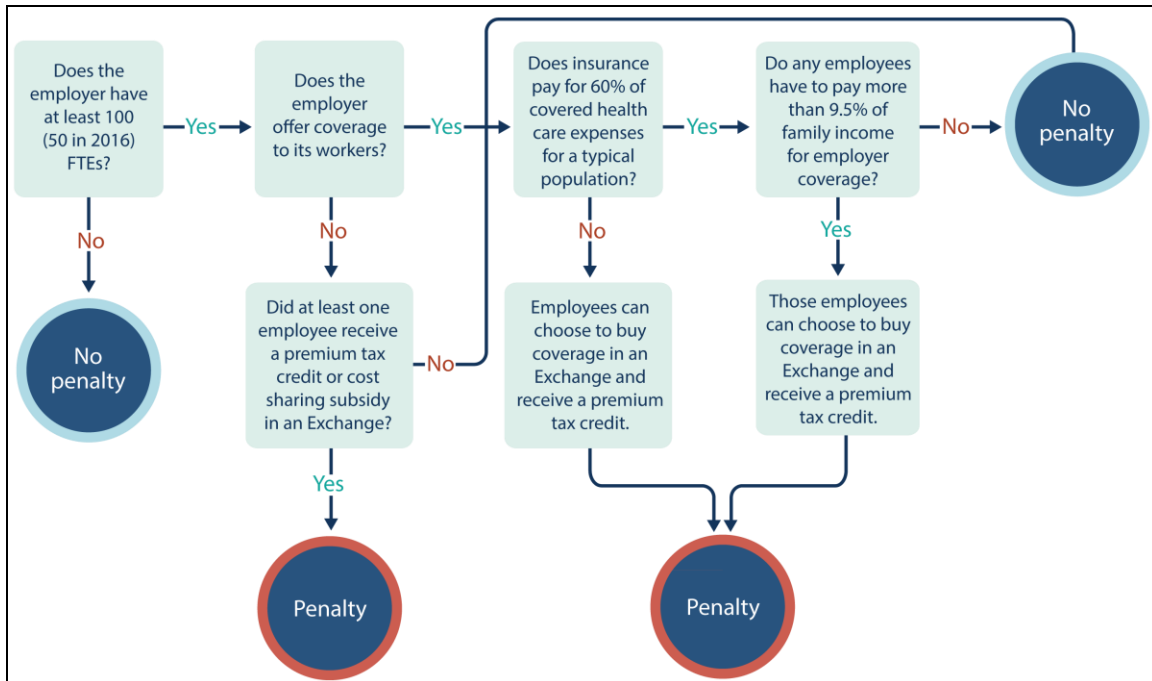 Does the
employer have
at least 100
(50 in 2016)
FTEs?
Yes
Does the
employer
offer coverage
to its workers?
Yes
Does insurance
pay for 60% of
covered health
care expenses
for a typical
population?
Yes
Do any employees
have to pay more
than 9.5% of
family income
for employer
coverage?
No
No
penalty
No
No
No
Yes
No
penalty
Did at least one
employee receive
a premium tax
credit or cost
sharing subsidy
in an Exchange?
No
Employees can
choose to buy
coverage in an
Exchange and
receive a premium
tax credit.
Those employees
can choose to buy
coverage in an
Exchange and
receive a premium
tax credit.
Yes
Penalty
Penalty